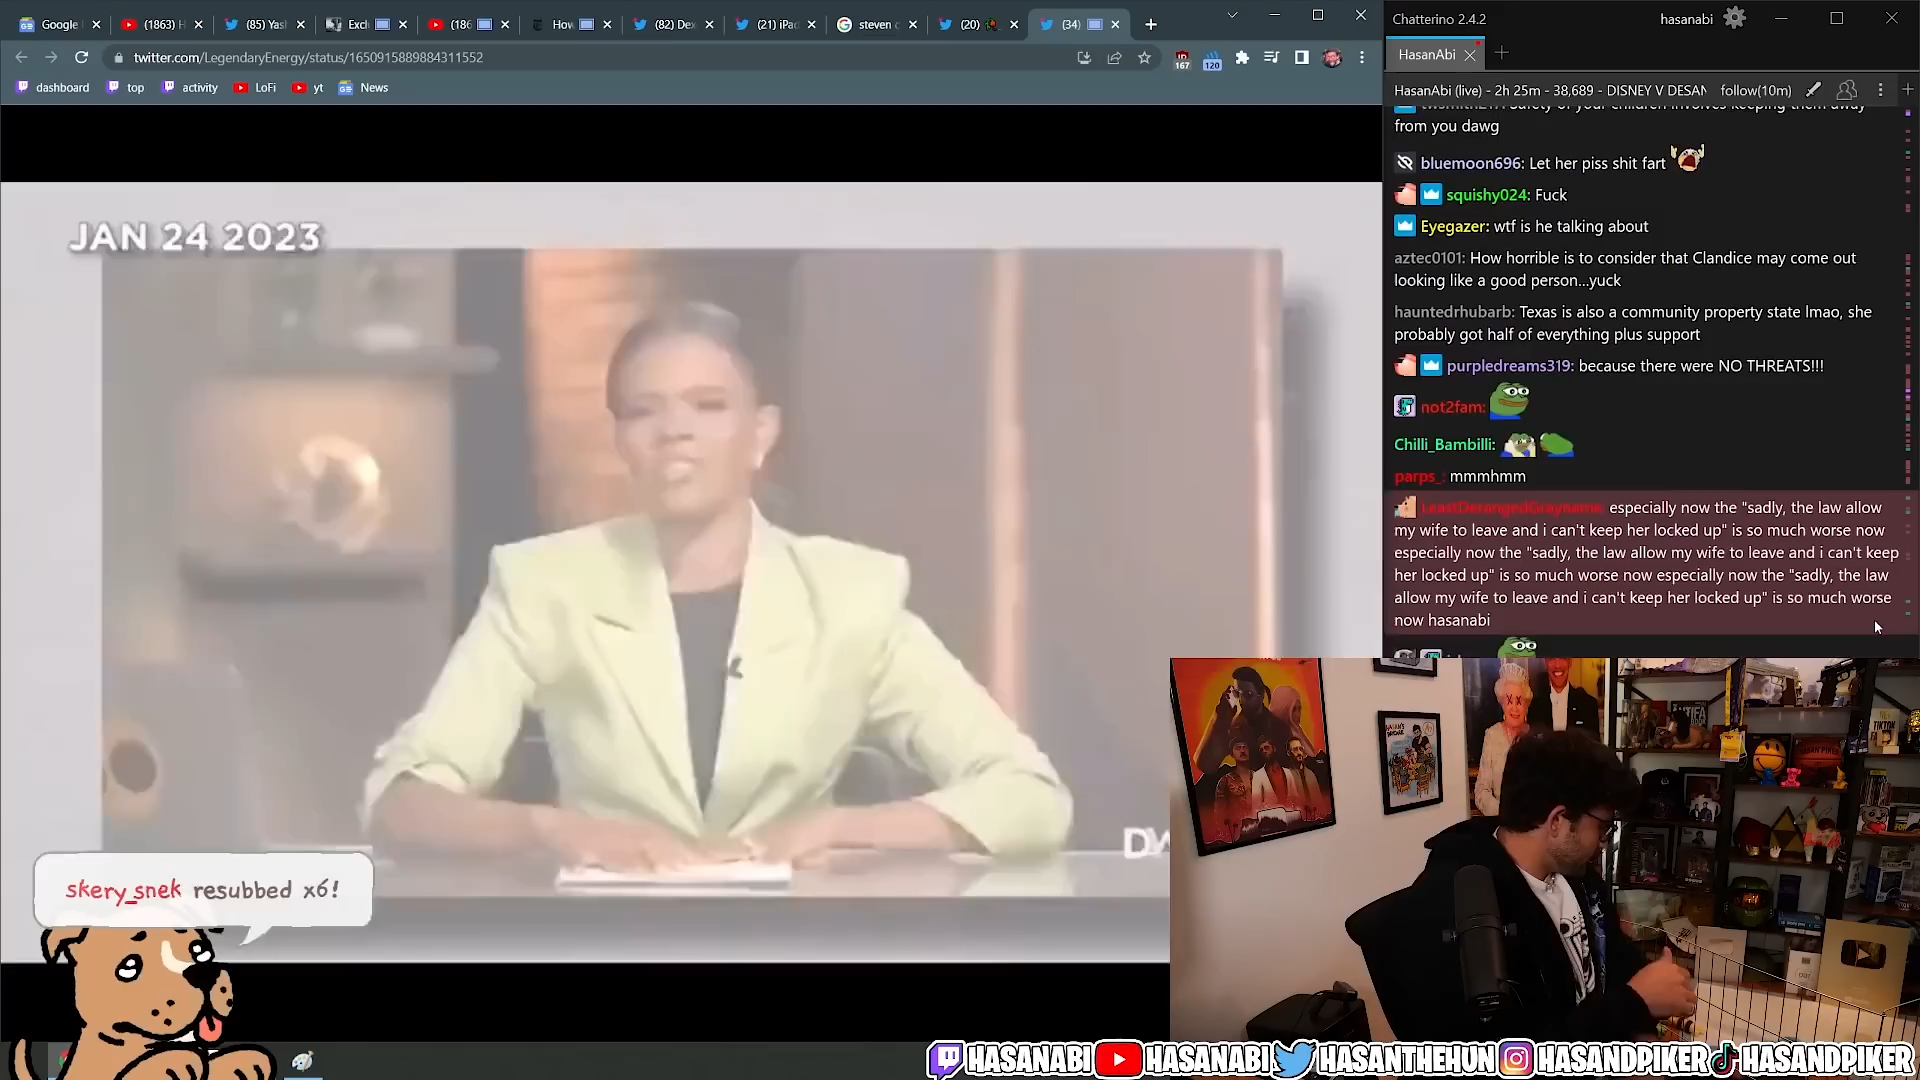 Google
(1863) H
(85) Yasl
Excl
(186
How
(82) De
(21) iPad
steven c
(20)
(34)
twitter.com/LegendaryEnergy/status/1650915889884311552
167
120
dashboard
top
activity
LoFi
yt
News
JAN 24 2023
skery_snek resubbed x6!
Chatterino 2.4.2
hasanabi
HasanAbi
HasanAbi (live) - 2h 25m - 38,689 - DISNEY V DESAN
follow(10m)
from you dawg
bluemoon696: Let her piss shit fart
squishy024: Fuck
Eyegazer: wtf is he talking about
aztec0101: How horrible is to consider that Clandice may come out
looking like a good person...yuck
hauntedrhubarb: Texas is also a community property state lmao, she
probably got half of everything plus support
purpledreams319: because there were NO THREATS!!!
not2fam:
Chilli_Bambilli:
parps_: mmmhmm
LeastDerangedGrayname: especially now the "sadly, the law allow
my wife to leave and i can't keep her locked up" is so much worse now
especially now the "sadly, the law allow my wife to leave and i can't keep
her locked up" is so much worse now especially now the "sadly, the law
allow my wife to leave and i can't keep her locked up" is so much worse
now hasanabi
HASANABI
HASANABI
HASANTHEHUN
HASANDPIKER
HASANDPIKER